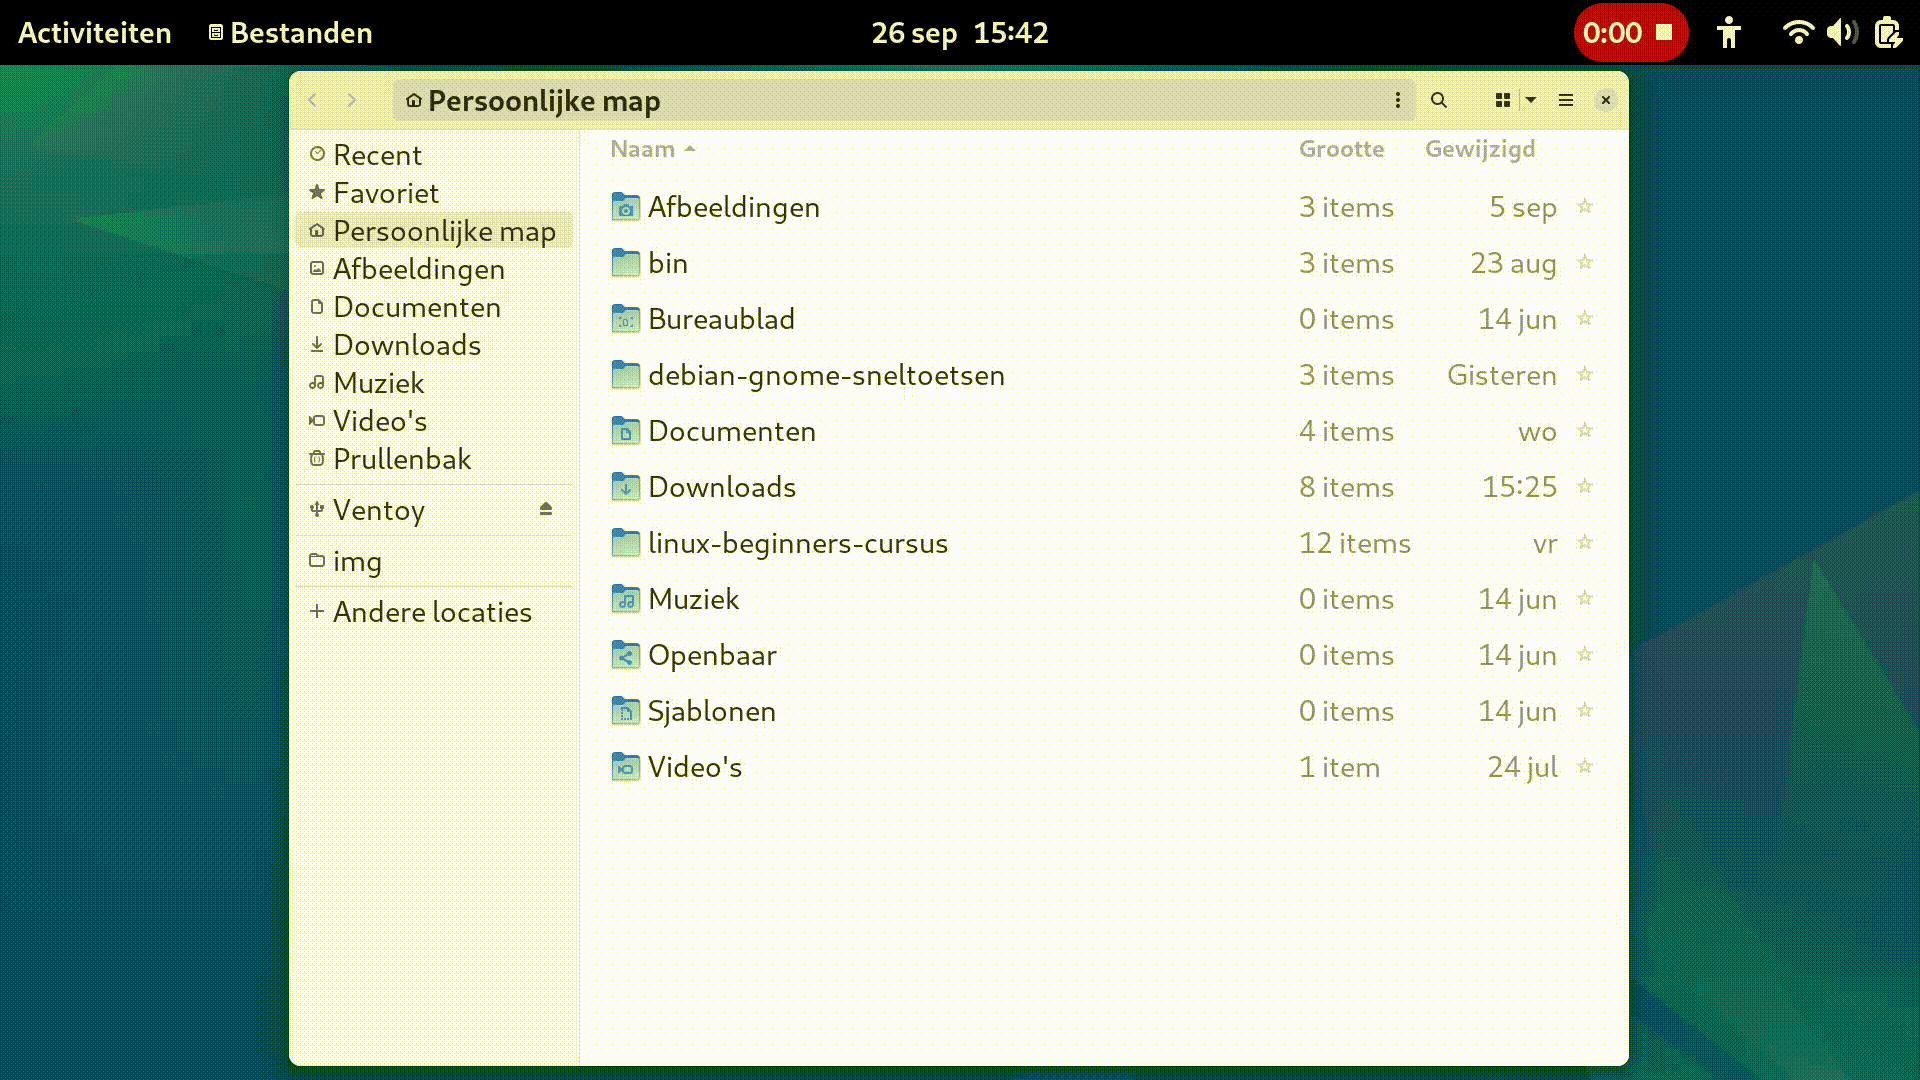 Activiteiten Bestanden 26 sep 15:42 0:00
Persoonlijke map
Recent
Favoriet
Persoonlijke map
Afbeeldingen
Documenten
Downloads
Muziek
Video's
Prullenbak
Ventoy
img
Andere locaties
Naam Grootte Gewijzigd
Afbeeldingen 3 items 5 sep
bin 3 items 23 aug
Bureaublad 0 items 14 jun
debian-gnome-sneltoetsen 3 items Gisteren
Documenten 4 items wo
Downloads 8 items 15:25
linux-beginners-cursus 12 items vr
Muziek 0 items 14 jun
Openbaar 0 items 14 jun
Sjablonen 0 items 14 jun
Video's 1 item 24 jul